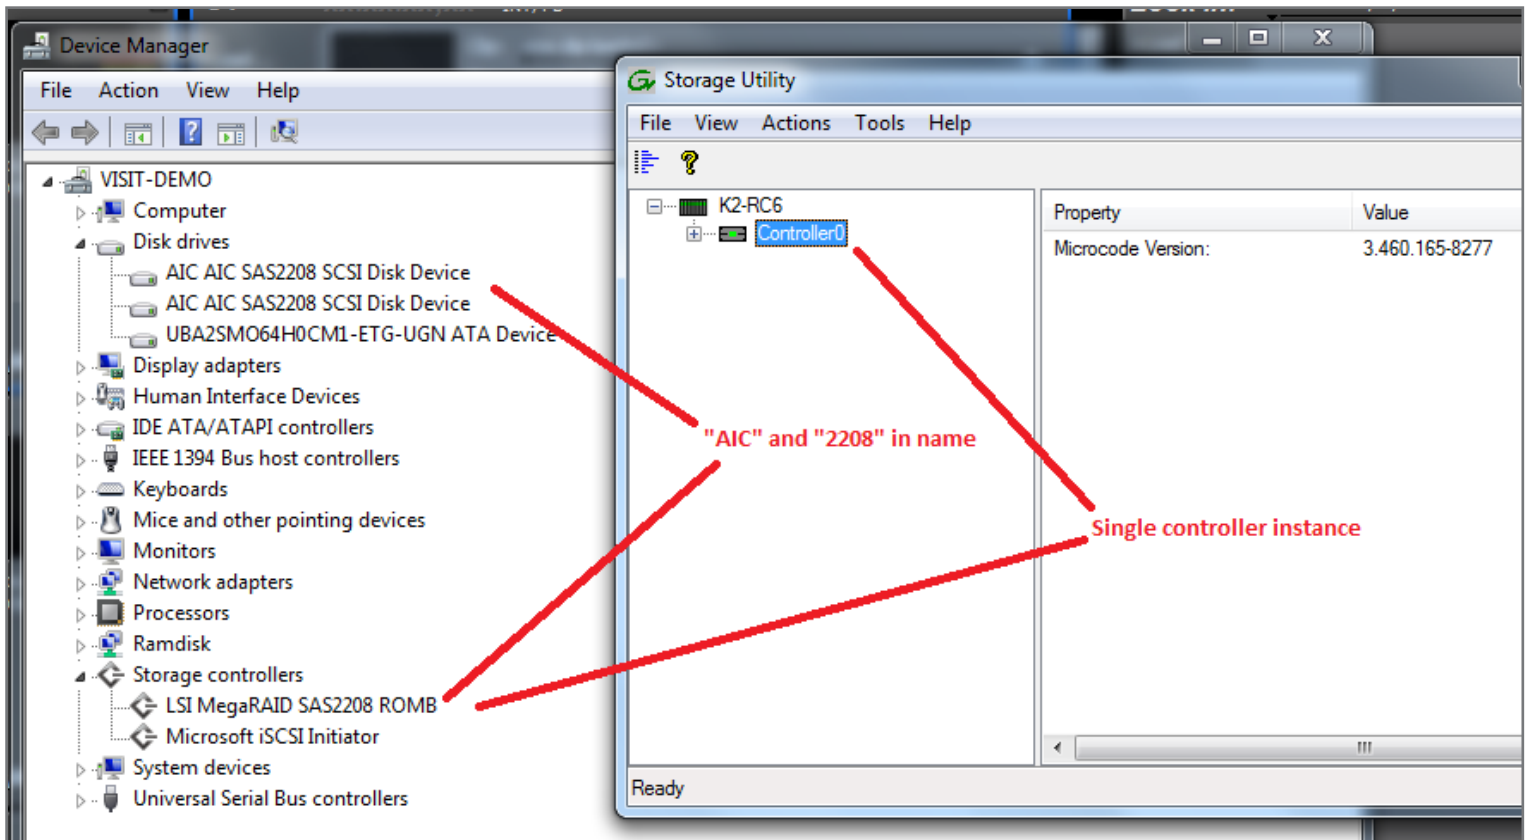 Device Manager
File Action View Help
VISIT-DEMO
Computer
Disk drives
AIC AIC SAS2208 SCSI Disk Device
AIC AIC SAS2208 SCSI Disk Device
UBA2SMO64H0CM1-ETG-UGN ATA Device
Display adapters
Human Interface Devices
IDE ATA/ATAPI controllers
IEEE 1394 Bus host controllers
Keyboards
Mice and other pointing devices
Monitors
Network adapters
Processors
Ramdisk
Storage controllers
LSI MegaRAID SAS2208 ROMB
Microsoft iSCSI Initiator
System devices
Universal Serial Bus controllers
Storage Utility
File View Actions Tools Help
K2-RC6
Controller0
Property Value
Microcode Version: 3.460.165-8277
"AIC" and "2208" in name
Single controller instance
Ready